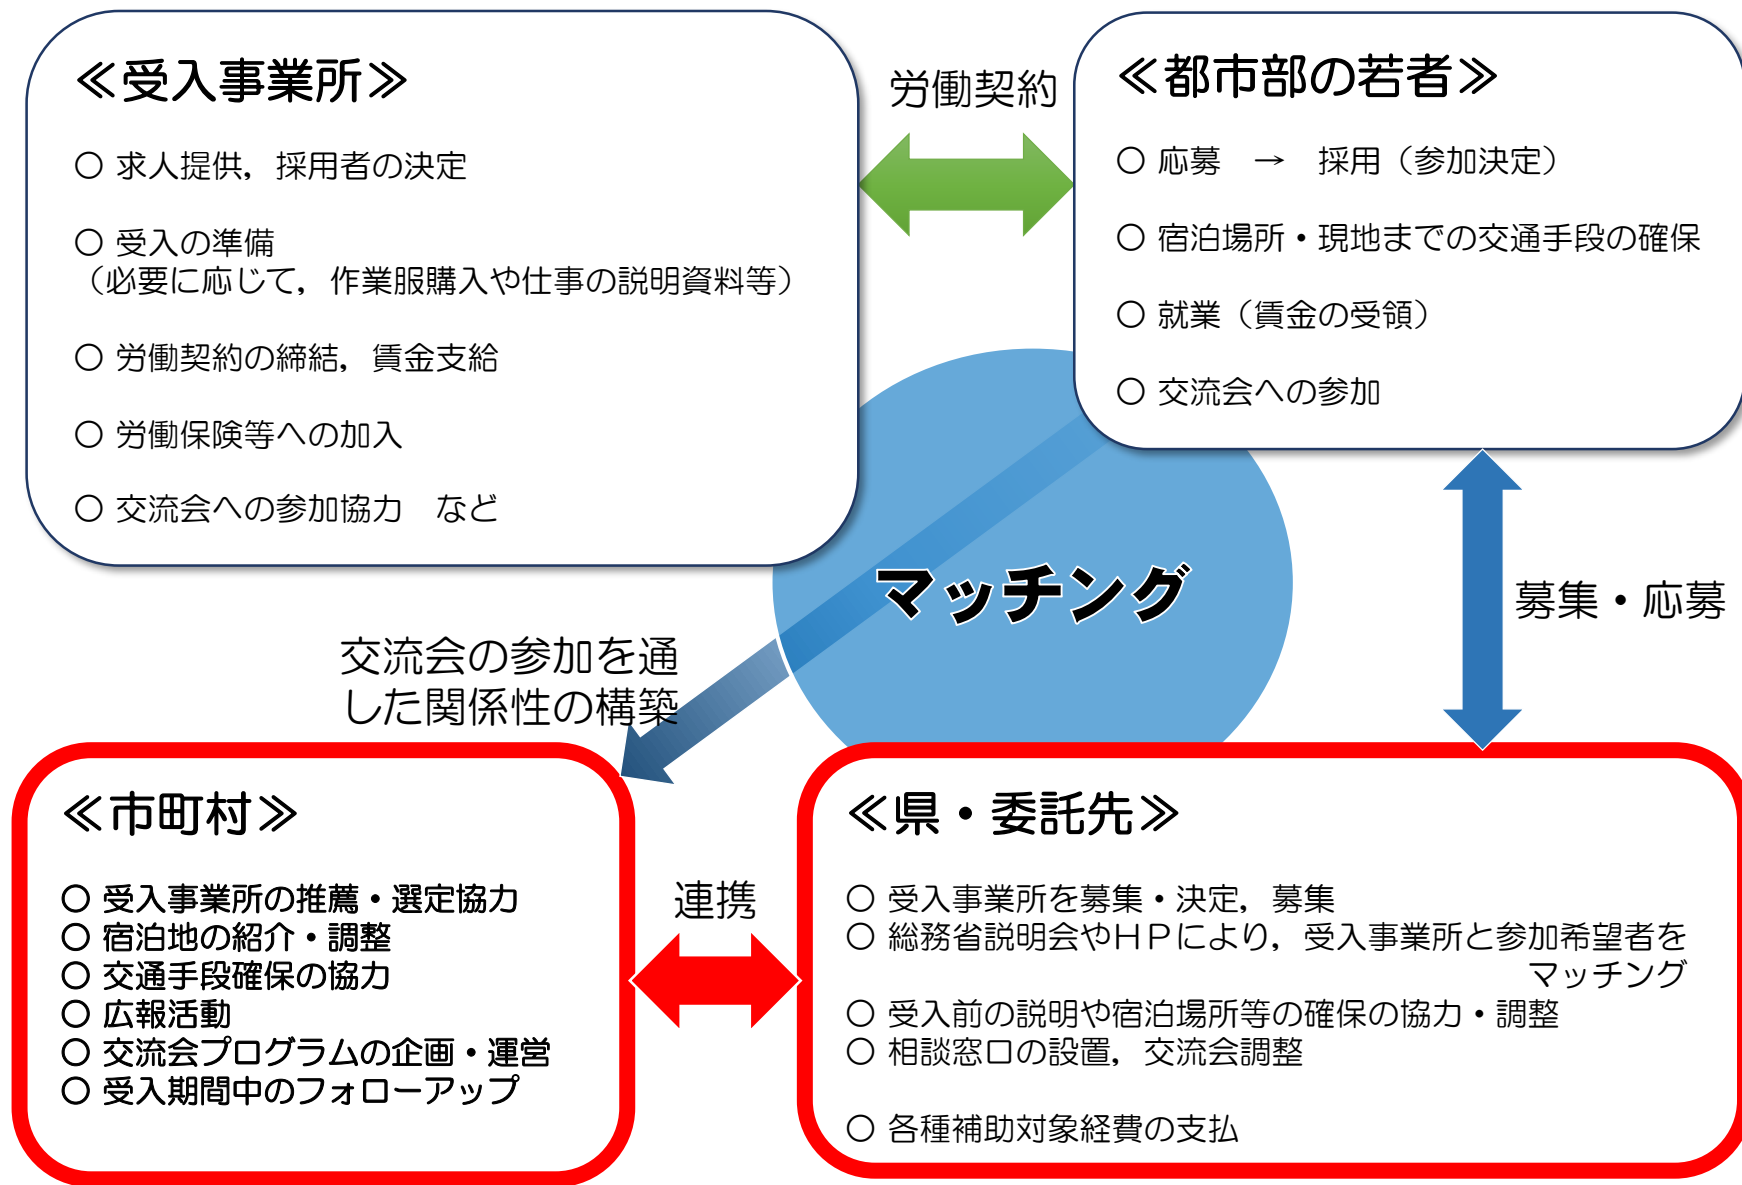 ≪受入事業所≫
〇 求人提供，採用者の決定
〇 受入の準備
（必要に応じて，作業服購入や仕事の説明資料等）
〇 労働契約の締結，賃金支給
〇 労働保険等への加入
〇 交流会への参加協力　など
労働契約
≪都市部の若者≫
〇 応募　→　採用（参加決定）
〇 宿泊場所・現地までの交通手段の確保
〇 就業（賃金の受領）
〇 交流会への参加
マッチング
募集・応募
交流会の参加を通
した関係性の構築
≪市町村≫
〇 受入事業所の推薦・選定協力
〇 宿泊地の紹介・調整
〇 交通手段確保の協力
〇 広報活動
〇 交流会プログラムの企画・運営
〇 受入期間中のフォローアップ
連携
≪県・委託先≫
〇 受入事業所を募集・決定，募集
〇 総務省説明会やＨＰにより，受入事業所と参加希望者を
マッチング
〇 受入前の説明や宿泊場所等の確保の協力・調整
〇 相談窓口の設置，交流会調整
〇 各種補助対象経費の支払